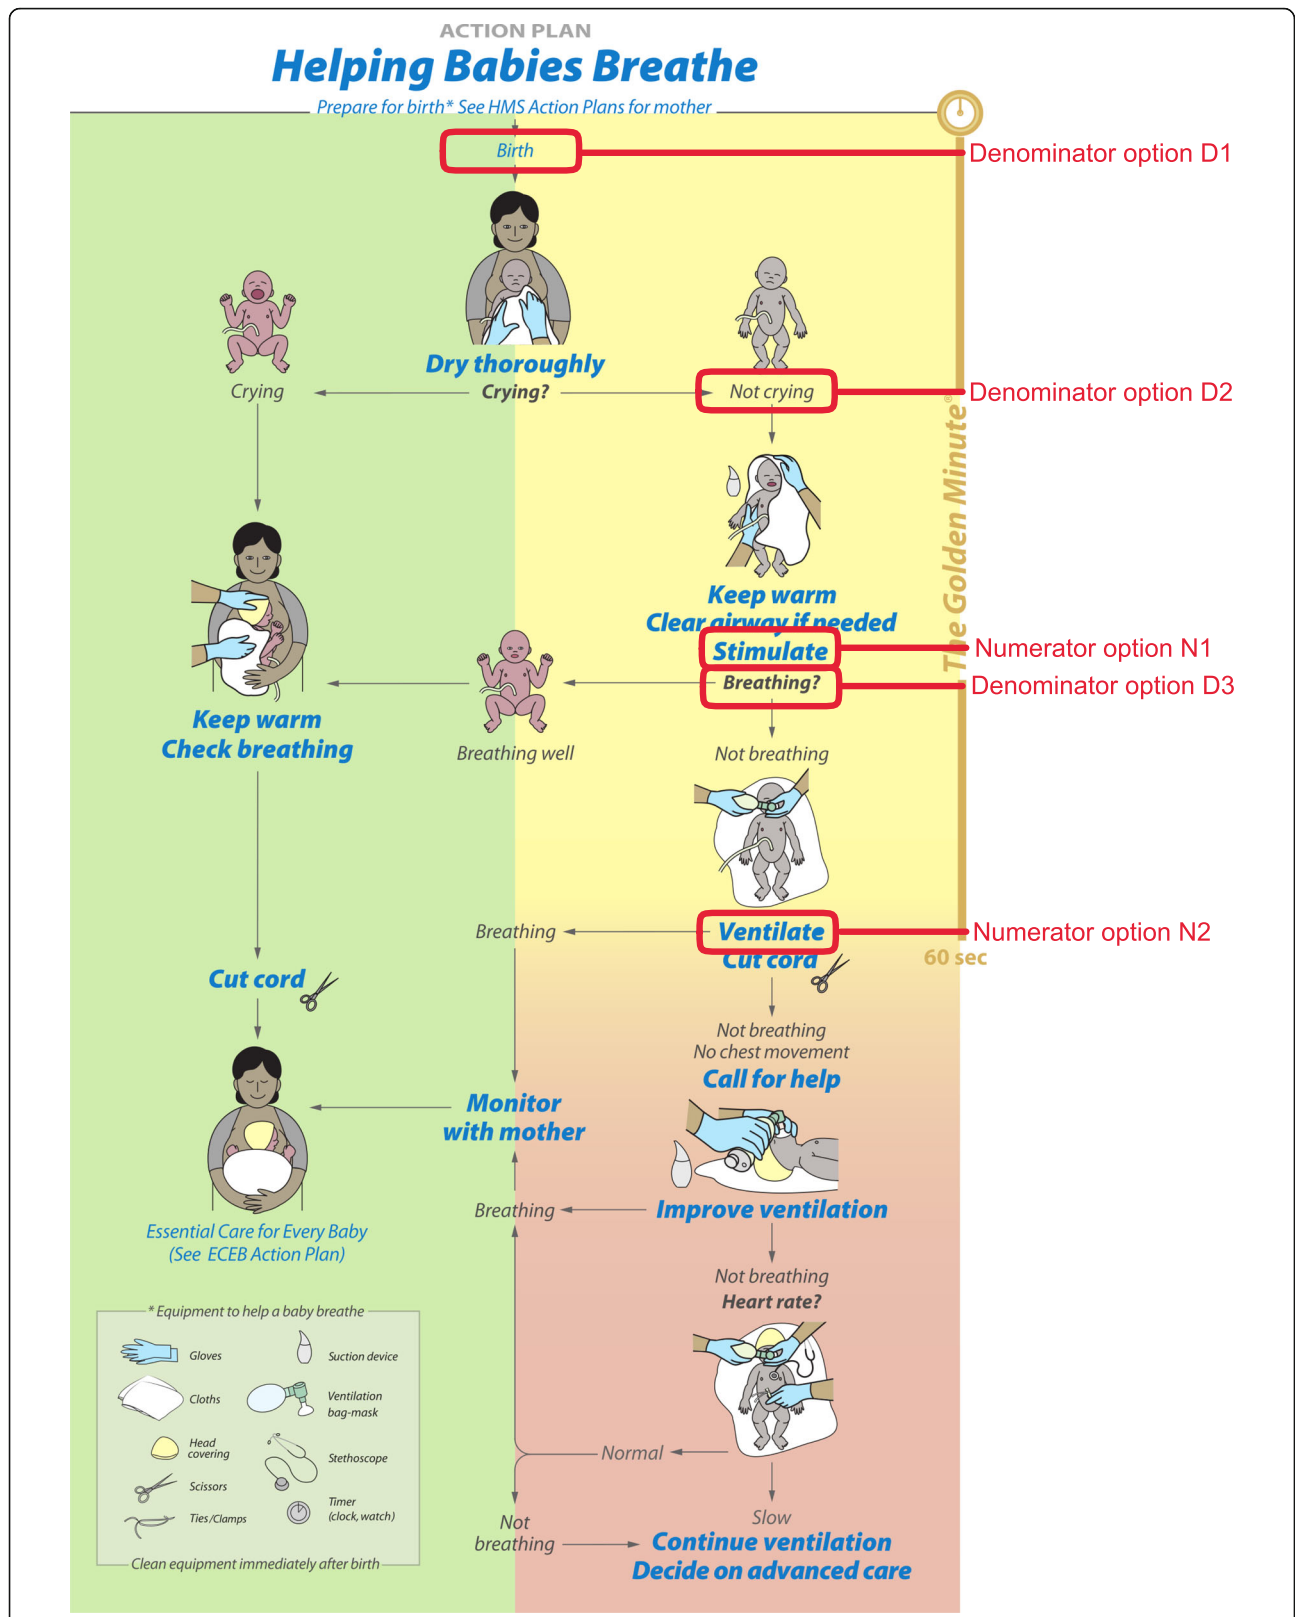 ACTION PLAN
Helping Babies Breathe
Prepare for birth* See HMS Action Plans for mother
Birth
Denominator option D1
Dry thoroughly
Crying?
Crying
Not crying
Denominator option D2
The Golden Minute®
Keep warm
Clear airway if needed
Stimulate
Numerator option N1
Breathing?
Denominator option D3
Keep warm
Check breathing
Breathing well
Not breathing
Breathing
Ventilate
Numerator option N2
Cut cord
60 sec
Cut cord
Not breathing
No chest movement
Call for help
Monitor
with mother
Breathing
Improve ventilation
Essential Care for Every Baby
(See ECEB Action Plan)
Not breathing
Heart rate?
* Equipment to help a baby breathe
Gloves
Suction device
Cloths
Ventilation
bag-mask
Head
covering
Stethoscope
Scissors
Timer
(clock, watch)
Ties/Clamps
Clean equipment immediately after birth
Normal
Slow
Not
breathing
Continue ventilation
Decide on advanced care